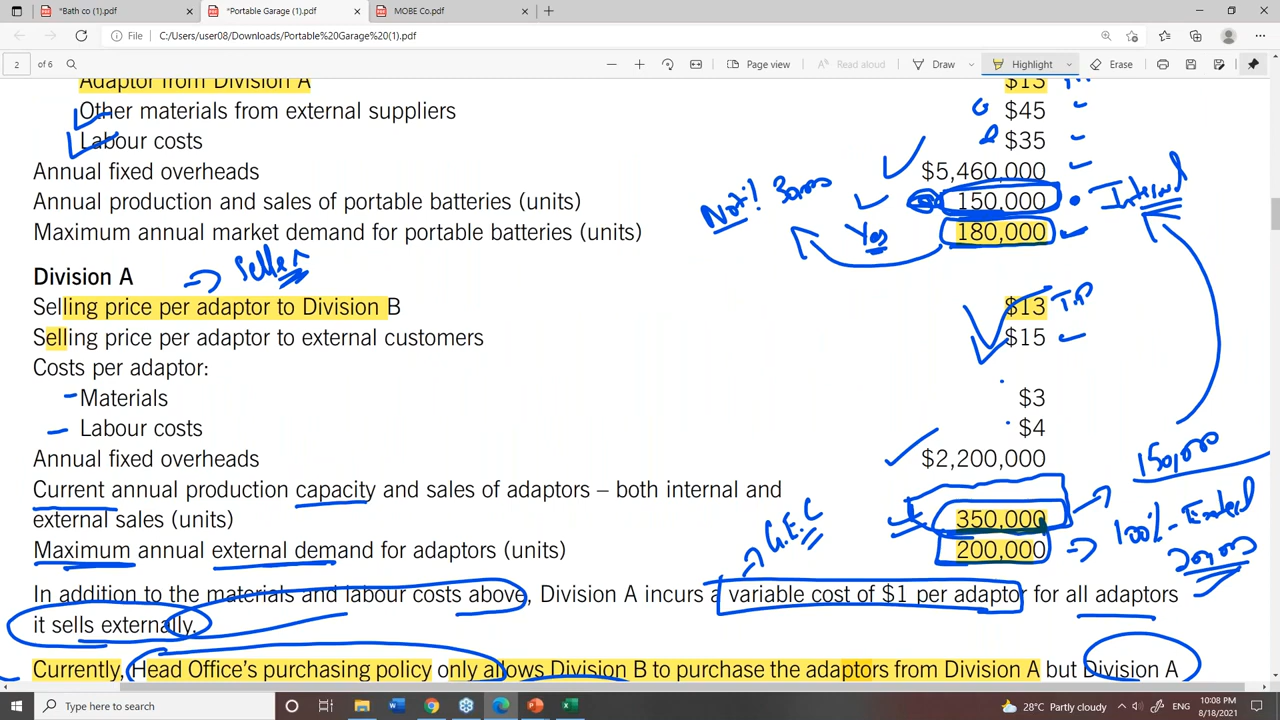 *Bath co (1).pdf
*Portable Garage (1).pdf
MOBE Co.pdf
File
C:/Users/user08/Downloads/Portable%20Garage%20(1).pdf
2 of 6
Page view
Read aloud
Draw
Highlight
Erase
Adaptor from Division A $13
Other materials from external suppliers $45
Labour costs $35
Annual fixed overheads $5,460,000
Annual production and sales of portable batteries (units) 150,000
Internal
Not! 30,000
Yes
Maximum annual market demand for portable batteries (units) 180,000
Seller
Division A
Selling price per adaptor to Division B $13 T.P
Selling price per adaptor to external customers $15
Costs per adaptor:
Materials $3
Labour costs $4
150,000
Annual fixed overheads $2,200,000
Current annual production capacity and sales of adaptors – both internal and
external sales (units) 350,000
100%
Maximum annual external demand for adaptors (units) 200,000
200,000
In addition to the materials and labour costs above, Division A incurs a variable cost of $1 per adaptor for all adaptors
it sells externally.
Currently, Head Office's purchasing policy only allows Division B to purchase the adaptors from Division A but Division A
Type here to search
28°C Partly cloudy
ENG
10:08 PM
8/18/2021